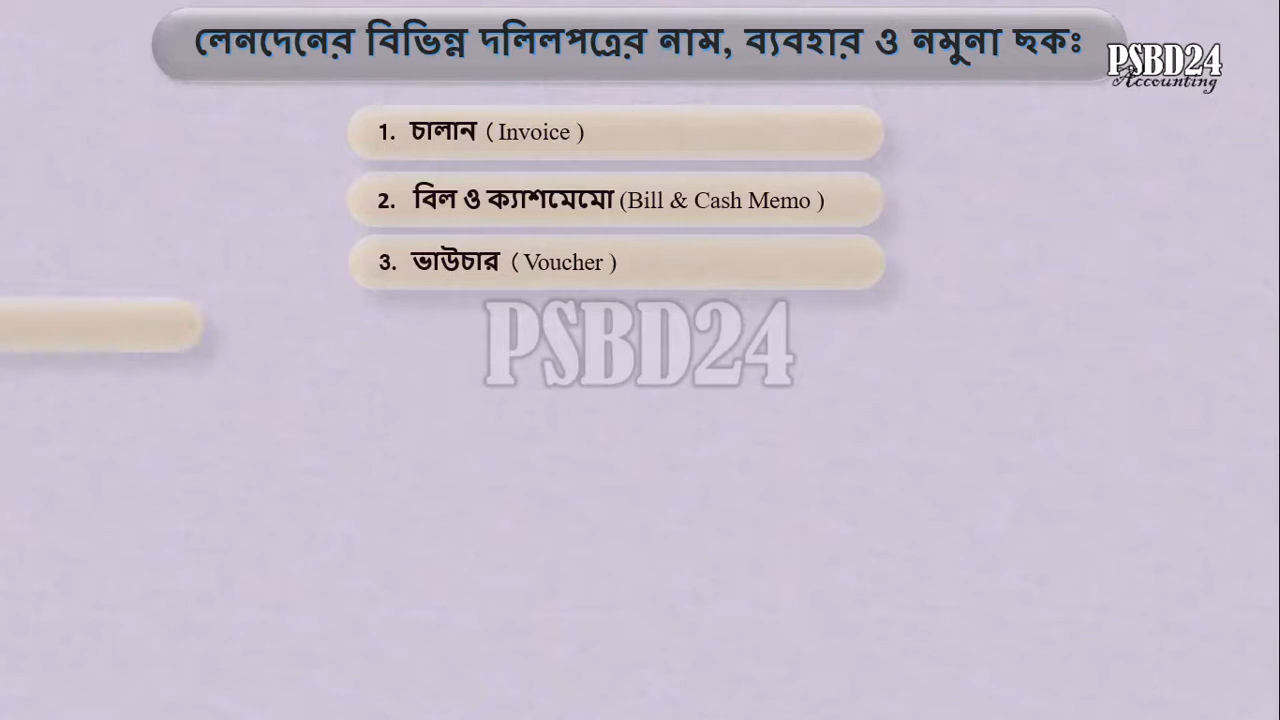 লেনদেনের বিভিন্ন দলিলপত্রের নাম, ব্যবহার ও নমুনা ছকঃ
PSBD24
Accounting
1. চালান ( Invoice )
2. বিল ও ক্যাশমেমো (Bill & Cash Memo )
3. ভাউচার ( Voucher )
PSBD24